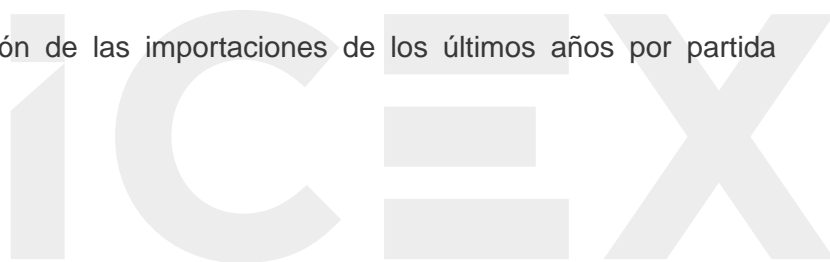 ón de las importaciones de los últimos años por partida
iCEX